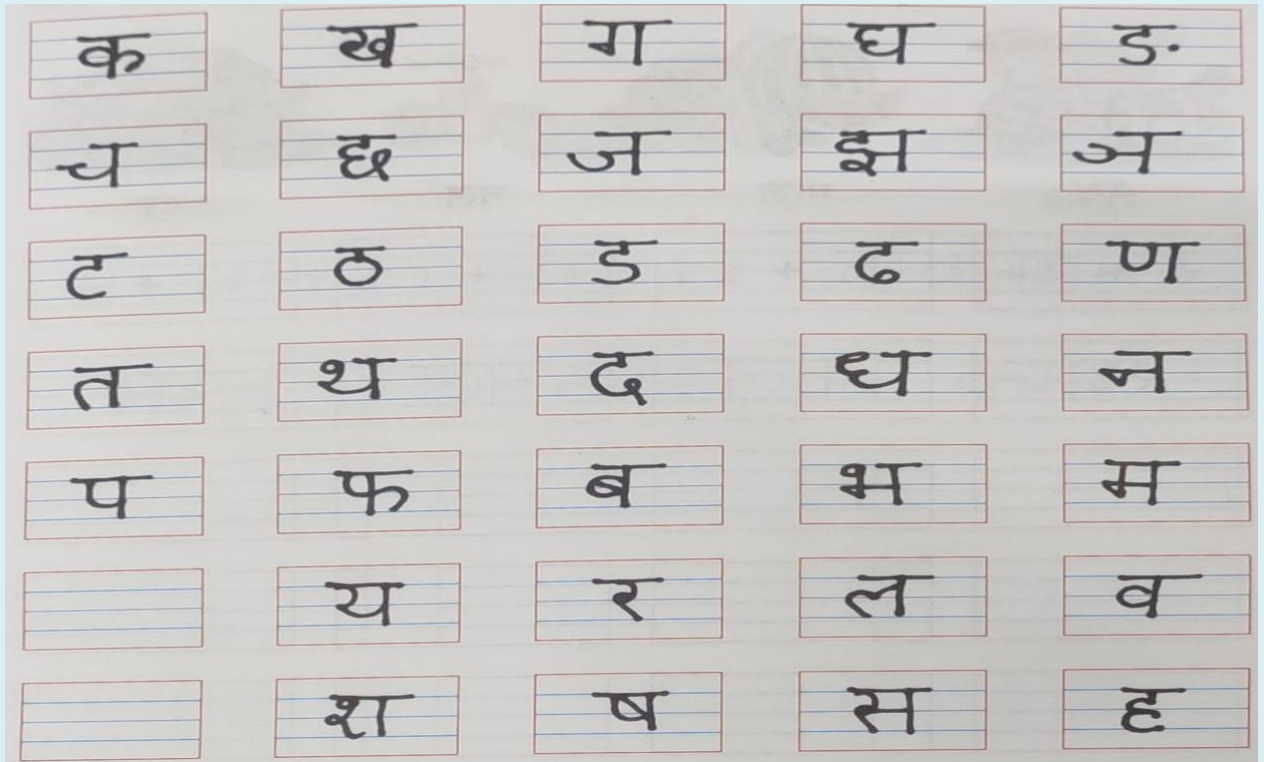 क ख ग घ ङ
च छ ज झ ञ
ट ठ ड ढ ण
त थ द ध न
प फ ब भ म
य र ल व
श ष स ह